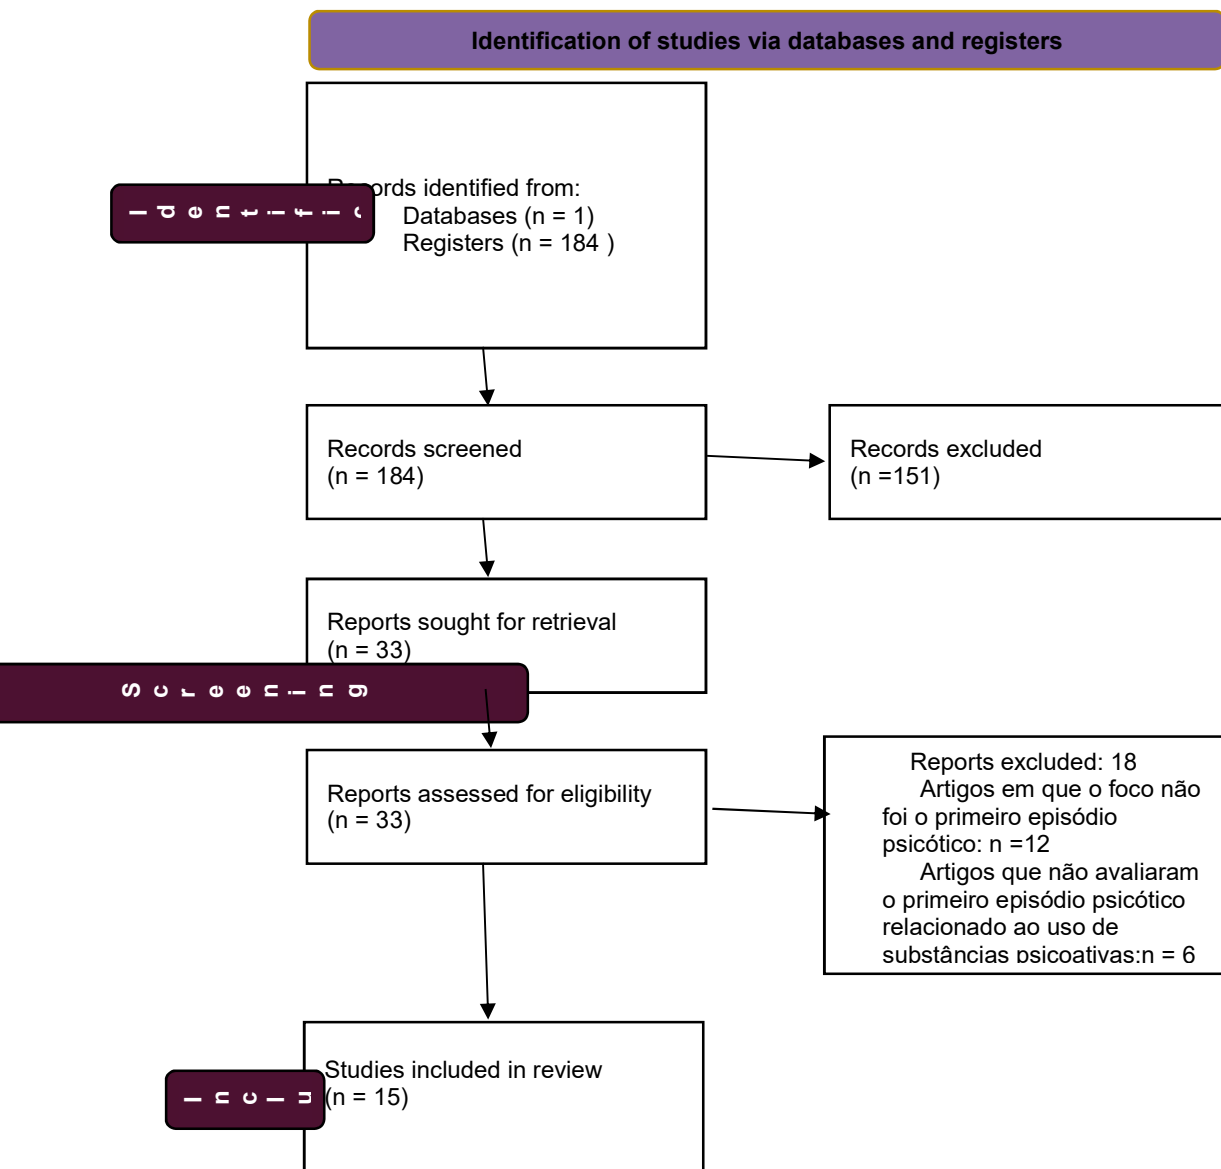 Identification of studies via databases and registers
Identific
ords identified from:
Databases (n = 1)
Registers (n = 184 )
Records screened
(n = 184)
Records excluded
(n =151)
Reports sought for retrieval
(n = 33)
Screening
Reports assessed for eligibility
(n = 33)
Reports excluded: 18
Artigos em que o foco não
foi o primeiro episódio
psicótico: n =12
Artigos que não avaliaram
o primeiro episódio psicótico
relacionado ao uso de
substâncias psicoativas:n = 6
Studies included in review
(n = 15)
Inclu